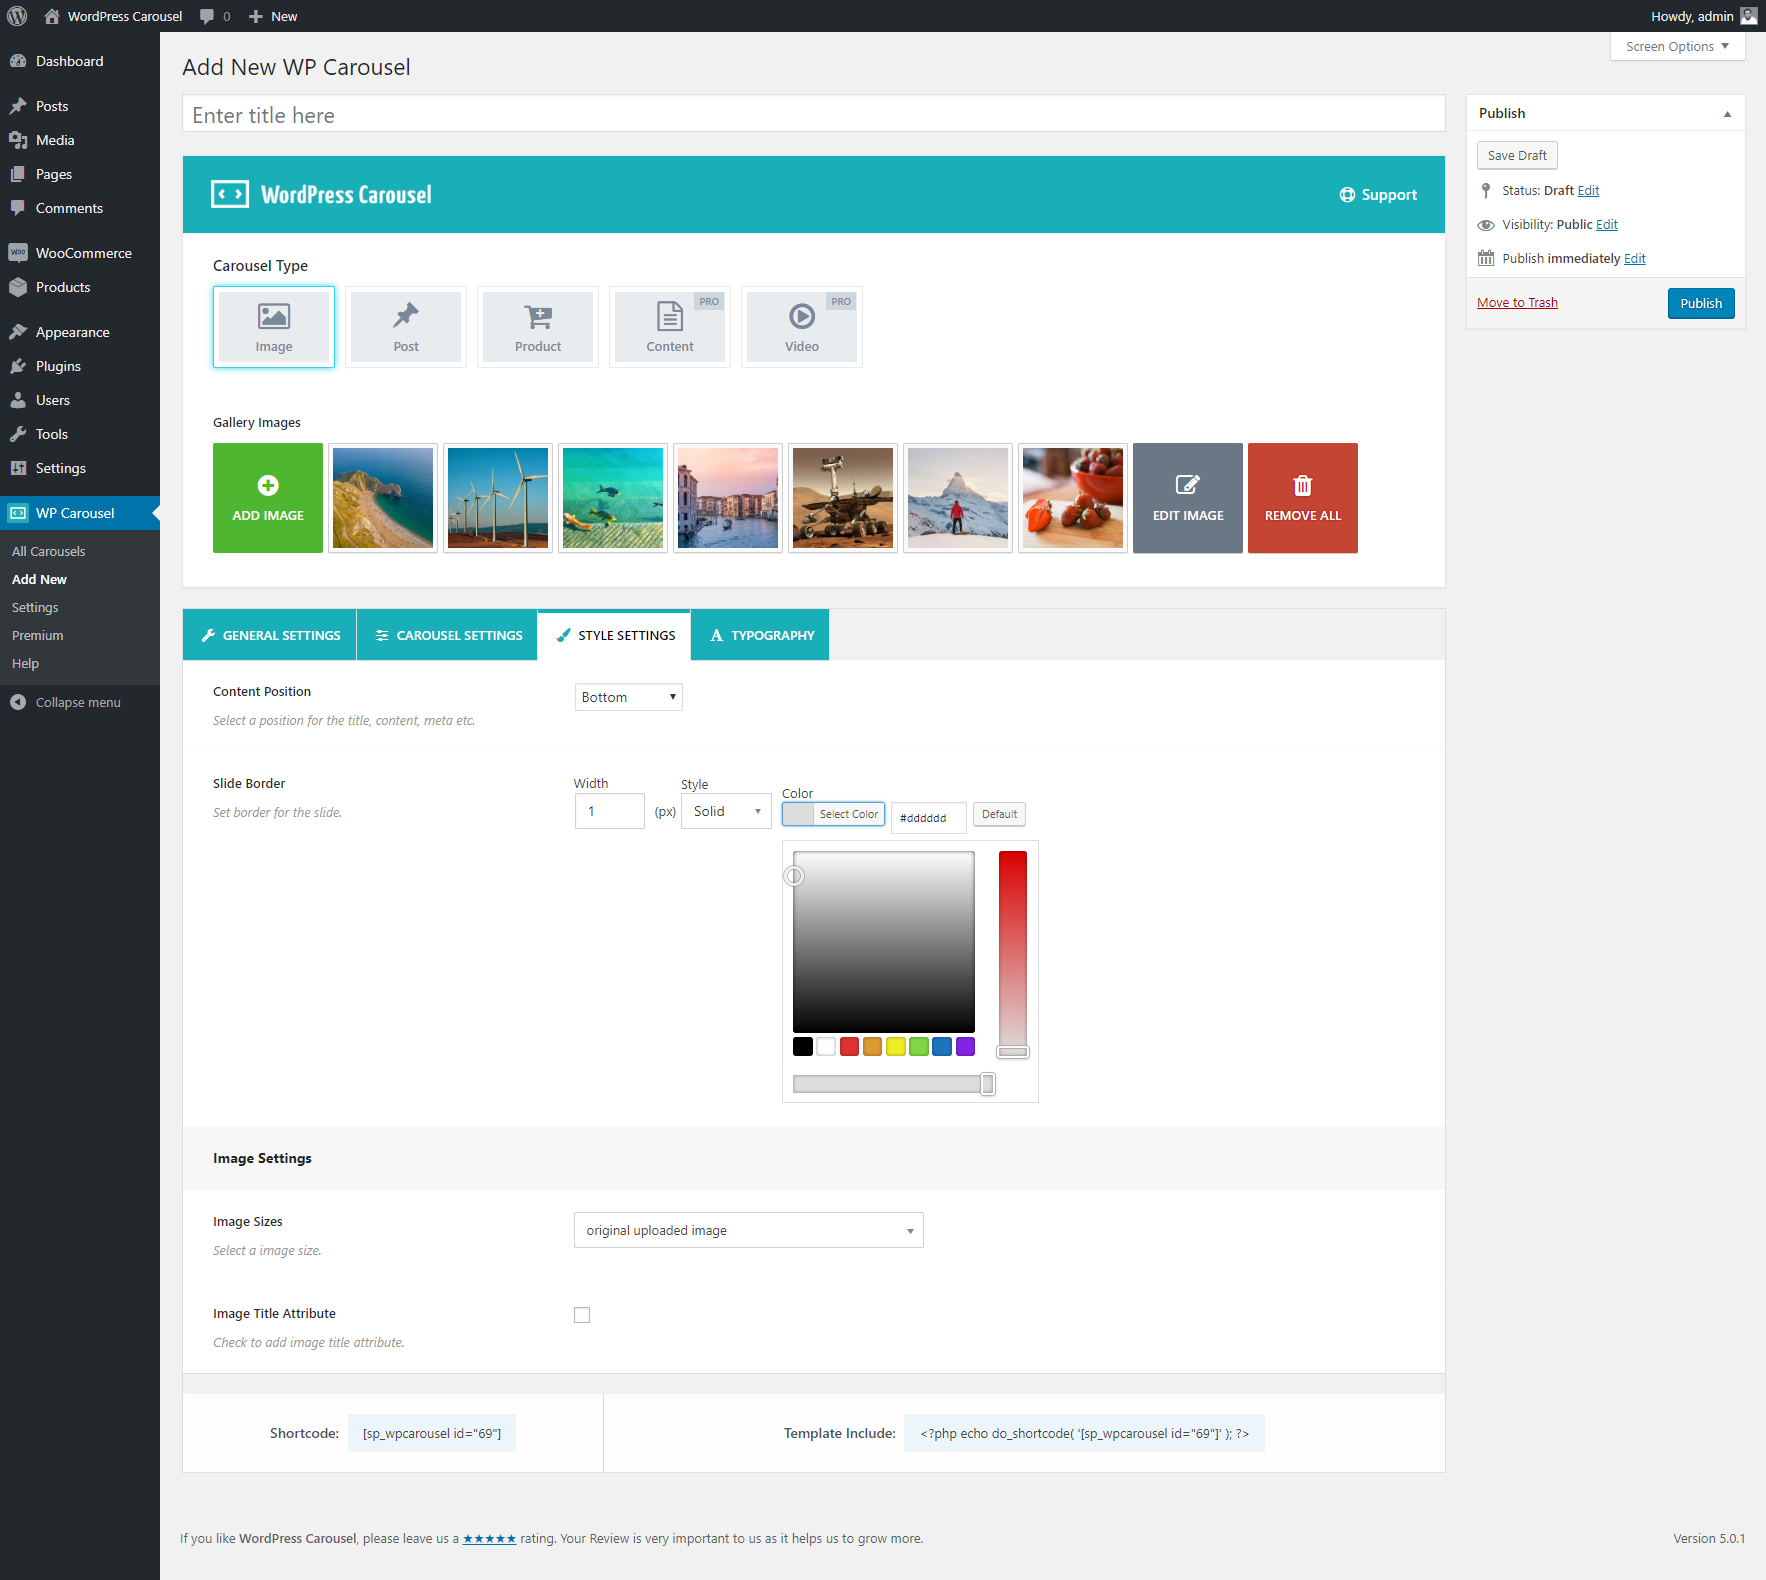 WordPress Carousel 0 New Howdy, admin
Dashboard
Posts
Media
Pages
Comments
WooCommerce
Products
Appearance
Plugins
Users
Tools
Settings
WP Carousel
All Carousels
Add New
Settings
Premium
Help
Collapse menu
Screen Options
Add New WP Carousel
Enter title here
WordPress Carousel Support
Carousel Type
Image
Post
Product
PRO
Content
PRO
Video
Gallery Images
ADD IMAGE
EDIT IMAGE
REMOVE ALL
GENERAL SETTINGS CAROUSEL SETTINGS STYLE SETTINGS TYPOGRAPHY
Content Position
Select a position for the title, content, meta etc.
Bottom
Slide Border
Set border for the slide.
Width
1 (px)
Style
Solid
Color
Select Color #dddddd Default
Image Settings
Image Sizes
Select a image size.
original uploaded image
Image Title Attribute
Check to add image title attribute.
Shortcode: [sp_wpcarousel id="69"]
Template Include: <?php echo do_shortcode( '[sp_wpcarousel id="69"]' ); ?>
Publish
Save Draft
Status: Draft Edit
Visibility: Public Edit
Publish immediately Edit
Move to Trash Publish
If you like WordPress Carousel, please leave us a ★★★★★ rating. Your Review is very important to us as it helps us to grow more.
Version 5.0.1